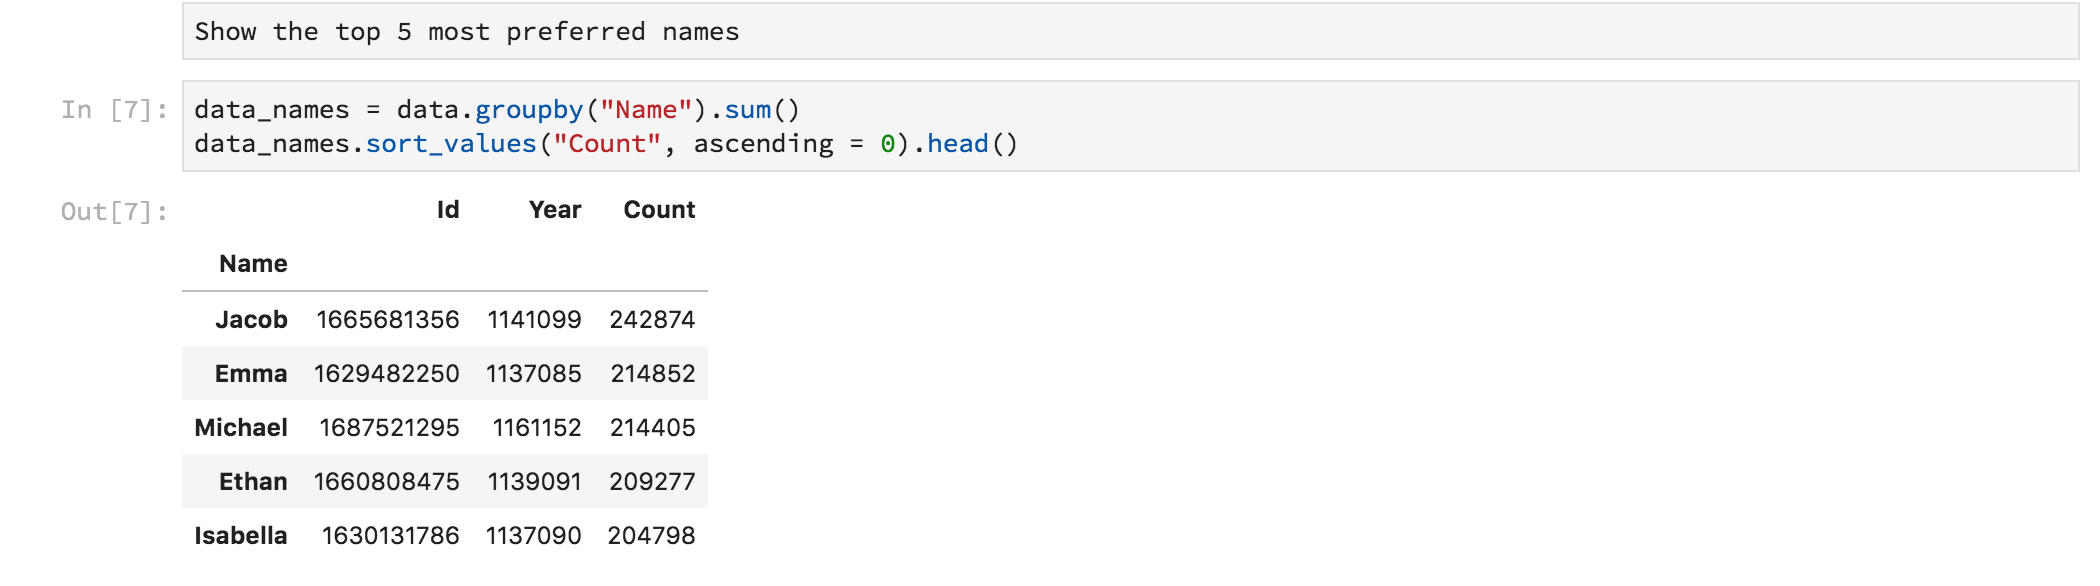 Show the top 5 most preferred names
In [7]:
data_names = data.groupby("Name").sum()
data_names.sort_values("Count", ascending = 0).head()
Out[7]:
Id Year Count
Name
Jacob 1665681356 1141099 242874
Emma 1629482250 1137085 214852
Michael 1687521295 1161152 214405
Ethan 1660808475 1139091 209277
Isabella 1630131786 1137090 204798